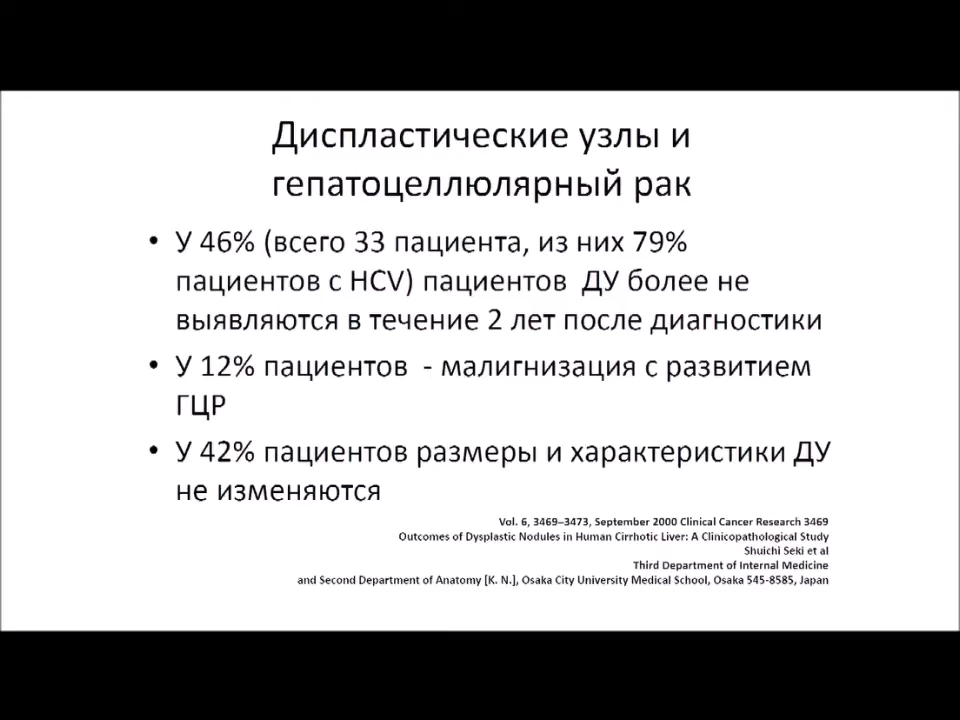 Диспластические узлы и
гепатоцеллюлярный рак
• У 46% (всего 33 пациента, из них 79%
пациентов с HCV) пациентов ДУ более не
выявляются в течение 2 лет после диагностики
• У 12% пациентов - малигнизация с развитием
ГЦР
• У 42% пациентов размеры и характеристики ДУ
не изменяются
Vol. 6, 3469–3473, September 2000 Clinical Cancer Research 3469
Outcomes of Dysplastic Nodules in Human Cirrhotic Liver: A Clinicopathological Study
Shuichi Seki et al
Third Department of Internal Medicine
and Second Department of Anatomy [K. N.], Osaka City University Medical School, Osaka 545-8585, Japan